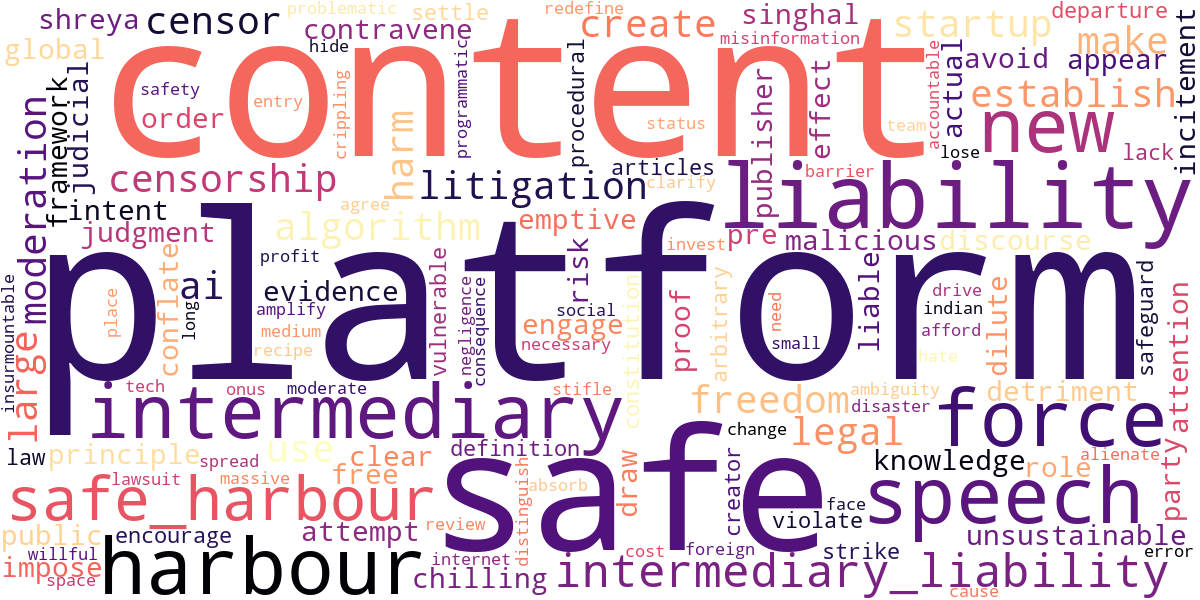 shreya
censor
problematic
settle
redefine
departure
global
contravene
hide
create
singhal
misinformation
startup
make
content
safety
entry
order
judicial
framework
moderation
crippling
harm
programmatic
procedural
status
team
publisher
effect
accountable
actual
avoid
appear
establish
incitement
new
lack
lose
censorship
litigation
articles
clarify
barrier
liability
intent
agree
judgment
algorithm
emptive
invest
pre
malicious
discourse
platform
conflate
ai
profit
evidence
amplify
medium
recipe
long
place
insurmountable
large
vulnerable
negligence
consequence
risk
social
engage
necessary
constitution
proof
arbitrary
need
small
liable
drive
indian
afford
hate
dilute
safeguard
tech
onus
moderate
stifle
intermediary
freedom
ambiguity
disaster
detriment
force
attention
party
law
principle
spread
use
clear
free
definition
change
legal
knowledge
role
alienate
lawsuit
massive
safe_harbour
safe
distinguish
absorb
draw
creator
violate
face
speech
public
encourage
attempt
review
unsustainable
willful
impose
space
harbour
chilling
internet
intermediary_liability
cost
foreign
strike
cause
error